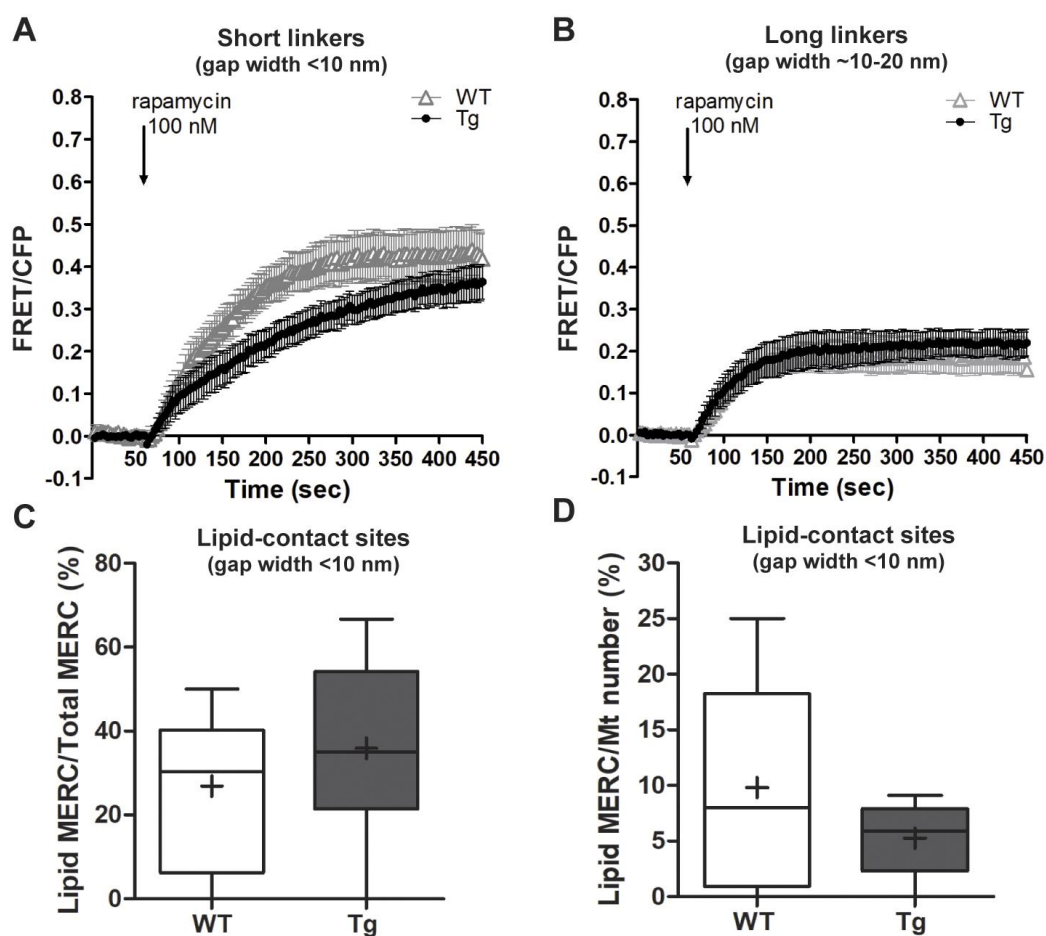 A
Short linkers
(gap width <10 nm)
0.8
0.7
0.6
0.5
0.4
0.3
0.2
0.1
0.0
-0.1
FRET/CFP
rapamycin
100 nM
WT
Tg
50 100 150 200 250 300 350 400 450
Time (sec)
B
Long linkers
(gap width ~10-20 nm)
0.8
0.7
0.6
0.5
0.4
0.3
0.2
0.1
0.0
-0.1
FRET/CFP
rapamycin
100 nM
WT
Tg
50 100 150 200 250 300 350 400 450
Time (sec)
C
Lipid-contact sites
(gap width <10 nm)
Lipid MERC/Total MERC (%)
80
60
40
20
0
WT Tg
D
Lipid-contact sites
(gap width <10 nm)
Lipid MERC/Mt number (%)
30
25
20
15
10
5
0
WT Tg